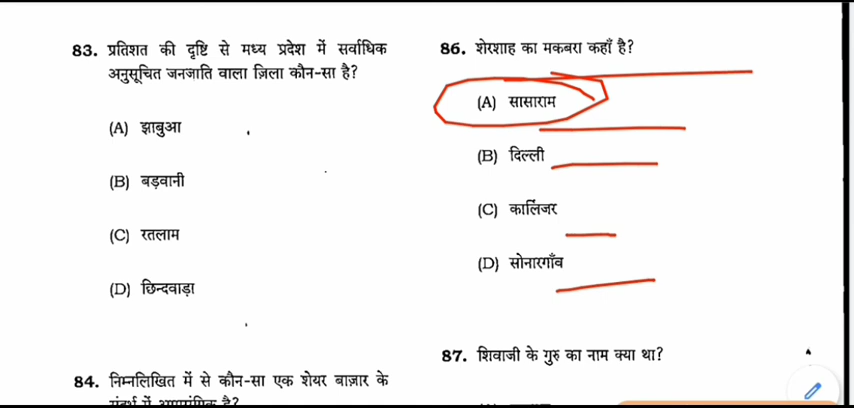 83. प्रतिशत की दृष्टि से मध्य प्रदेश में सर्वाधिक
अनुसूचित जनजाति वाला ज़िला कौन-सा है?
(A) झाबुआ
(B) बड़वानी
(C) रतलाम
(D) छिन्दवाड़ा
84. निम्नलिखित में से कौन-सा एक शेयर बाज़ार के
86. शेरशाह का मकबरा कहाँ है?
(A) सासाराम
(B) दिल्ली
(C) कालिंजर
(D) सोनारगाँव
87. शिवाजी के गुरु का नाम क्या था?